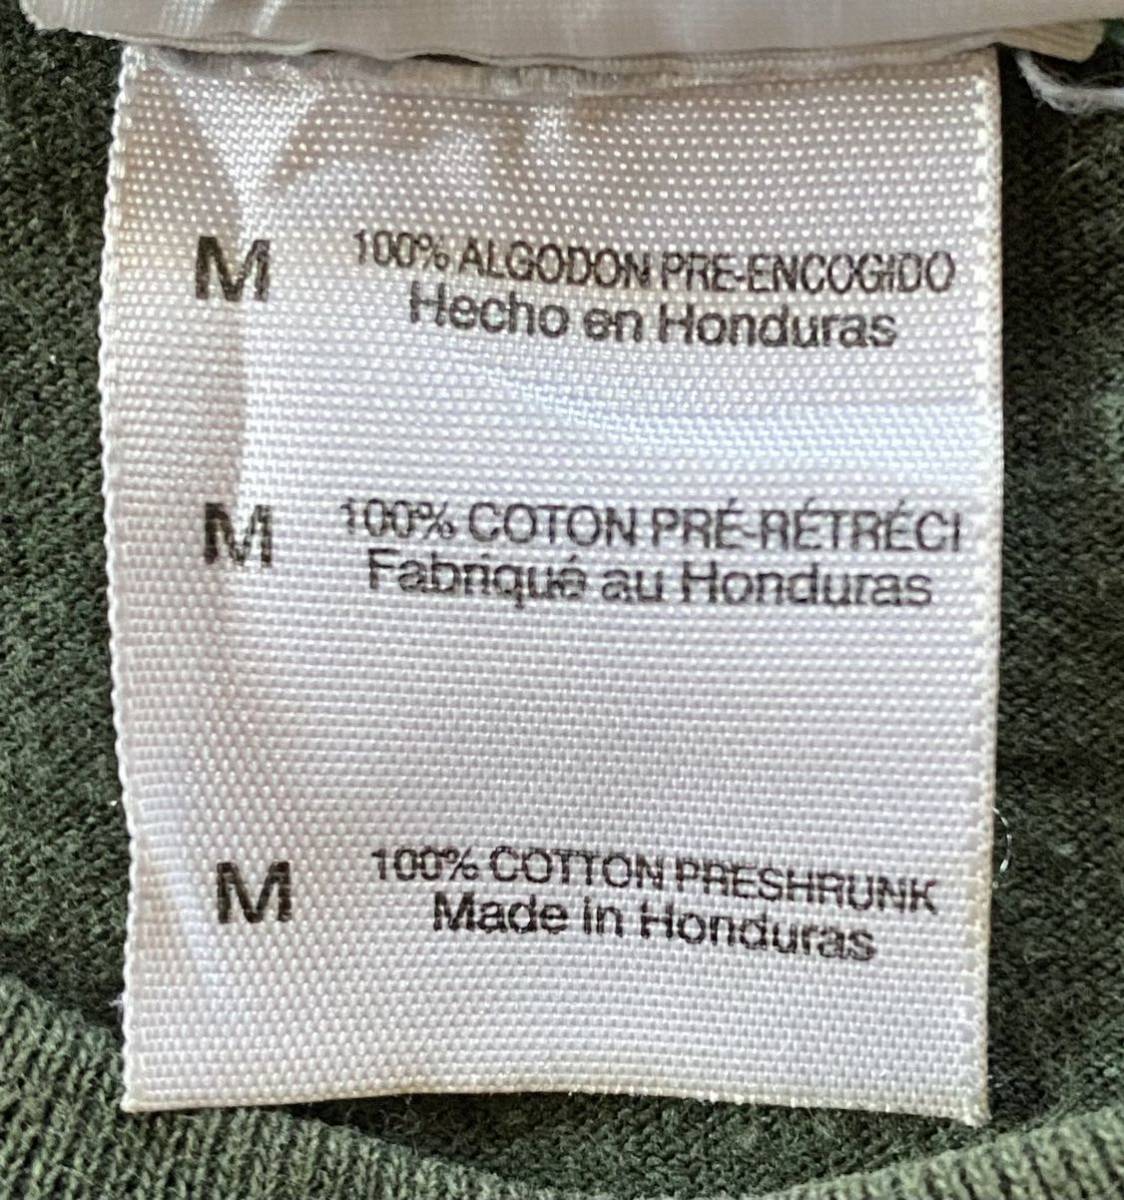 M 100% ALGODON PRE-ENCOGIDO
Hecho en Honduras
M 100% COTON PRÉ-RÉTRÉCI
Fabriqué au Honduras
M 100% COTTON PRESHRUNK
Made in Honduras